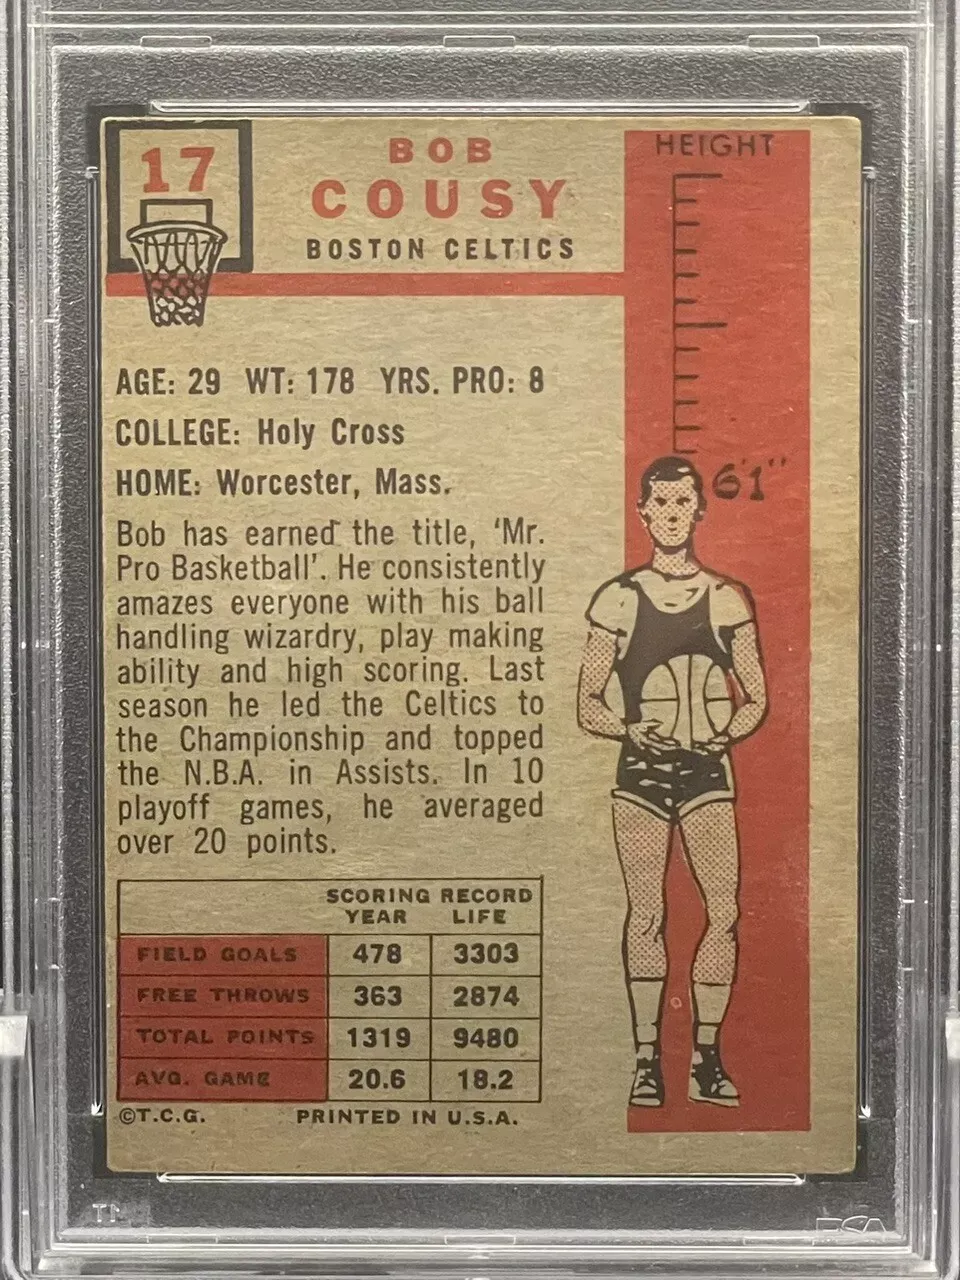 17
BOB
COUSY
BOSTON CELTICS
HEIGHT
6'1"
AGE: 29 WT: 178 YRS. PRO: 8
COLLEGE: Holy Cross
HOME: Worcester, Mass.
Bob has earned the title, 'Mr.
Pro Basketball'. He consistently
amazes everyone with his ball
handling wizardry, play making
ability and high scoring. Last
season he led the Celtics to
the Championship and topped
the N.B.A. in Assists. In 10
playoff games, he averaged
over 20 points.
SCORING RECORD
YEAR LIFE
FIELD GOALS 478 3303
FREE THROWS 363 2874
TOTAL POINTS 1319 9480
AVG. GAME 20.6 18.2
©T.C.G. PRINTED IN U.S.A.
PSA